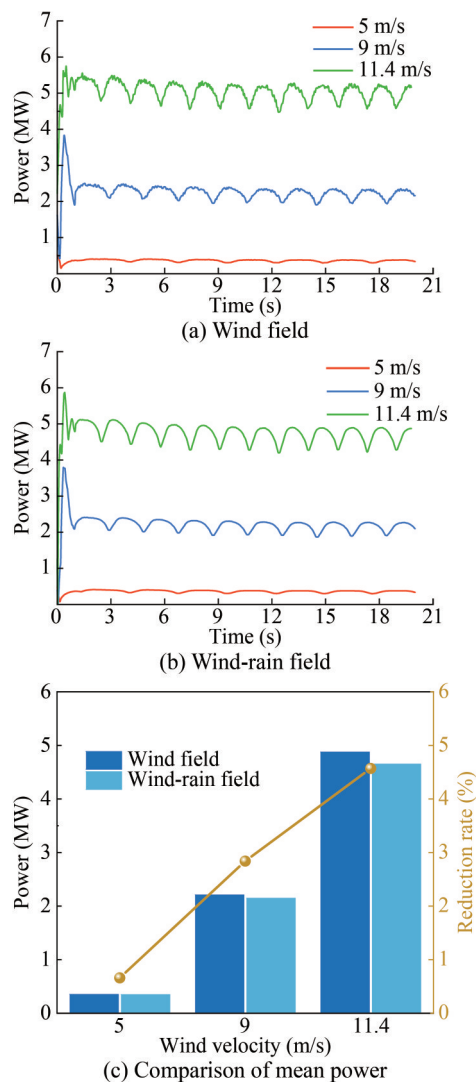 6
5 m/s
5
9 m/s
11.4 m/s
4
Power (MW)
3
2
1
0 3 6 9 12 15 18 21
Time (s)
(a) Wind field
7
5 m/s
6
9 m/s
5
11.4 m/s
4
Power (MW)
3
2
1
0 3 6 9 12 15 18 21
Time (s)
(b) Wind-rain field
6 6
Wind field
5 5
Wind-rain field
4 4
Power (MW)
Reduction rate (%)
3 3
2 2
1 1
0 0
5 9 11.4
Wind velocity (m/s)
(c) Comparison of mean power